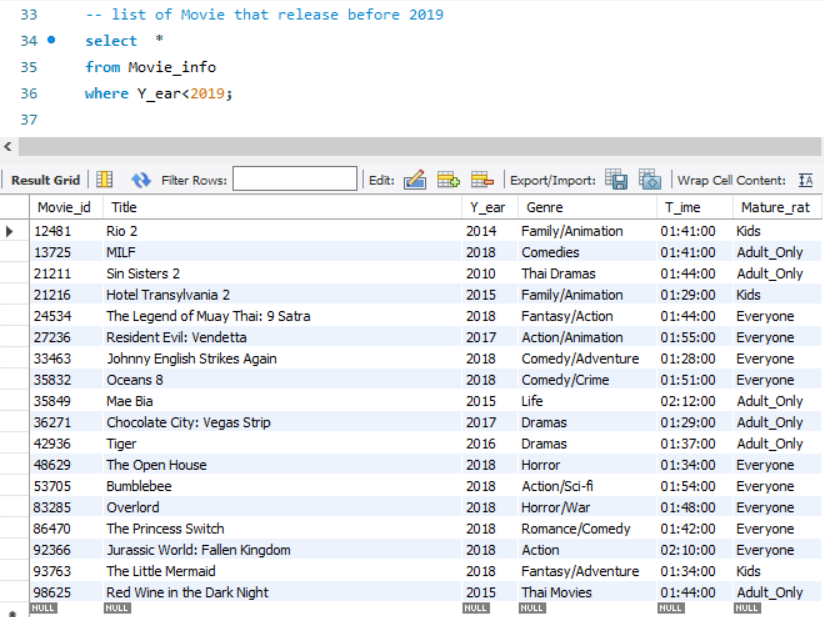 33 -- list of Movie that release before 2019
34 select *
35 from Movie_info
36 where Y_ear<2019;
37
Result Grid Filter Rows: Edit: Export/Import: Wrap Cell Content:
Movie_id Title Y_ear Genre T_ime Mature_rat
12481 Rio 2 2014 Family/Animation 01:41:00 Kids
13725 MILF 2018 Comedies 01:41:00 Adult_Only
21211 Sin Sisters 2 2010 Thai Dramas 01:44:00 Adult_Only
21216 Hotel Transylvania 2 2015 Family/Animation 01:29:00 Kids
24534 The Legend of Muay Thai: 9 Satra 2018 Fantasy/Action 01:44:00 Everyone
27236 Resident Evil: Vendetta 2017 Action/Animation 01:55:00 Everyone
33463 Johnny English Strikes Again 2018 Comedy/Adventure 01:28:00 Everyone
35832 Oceans 8 2018 Comedy/Crime 01:51:00 Everyone
35849 Mae Bia 2015 Life 02:12:00 Adult_Only
36271 Chocolate City: Vegas Strip 2017 Dramas 01:29:00 Adult_Only
42936 Tiger 2016 Dramas 01:37:00 Adult_Only
48629 The Open House 2018 Horror 01:34:00 Everyone
53705 Bumblebee 2018 Action/Sci-fi 01:54:00 Everyone
83285 Overlord 2018 Horror/War 01:48:00 Everyone
86470 The Princess Switch 2018 Romance/Comedy 01:42:00 Everyone
92366 Jurassic World: Fallen Kingdom 2018 Action 02:10:00 Everyone
93763 The Little Mermaid 2018 Fantasy/Adventure 01:34:00 Kids
98625 Red Wine in the Dark Night 2015 Thai Movies 01:44:00 Adult_Only
NULL NULL NULL NULL NULL NULL